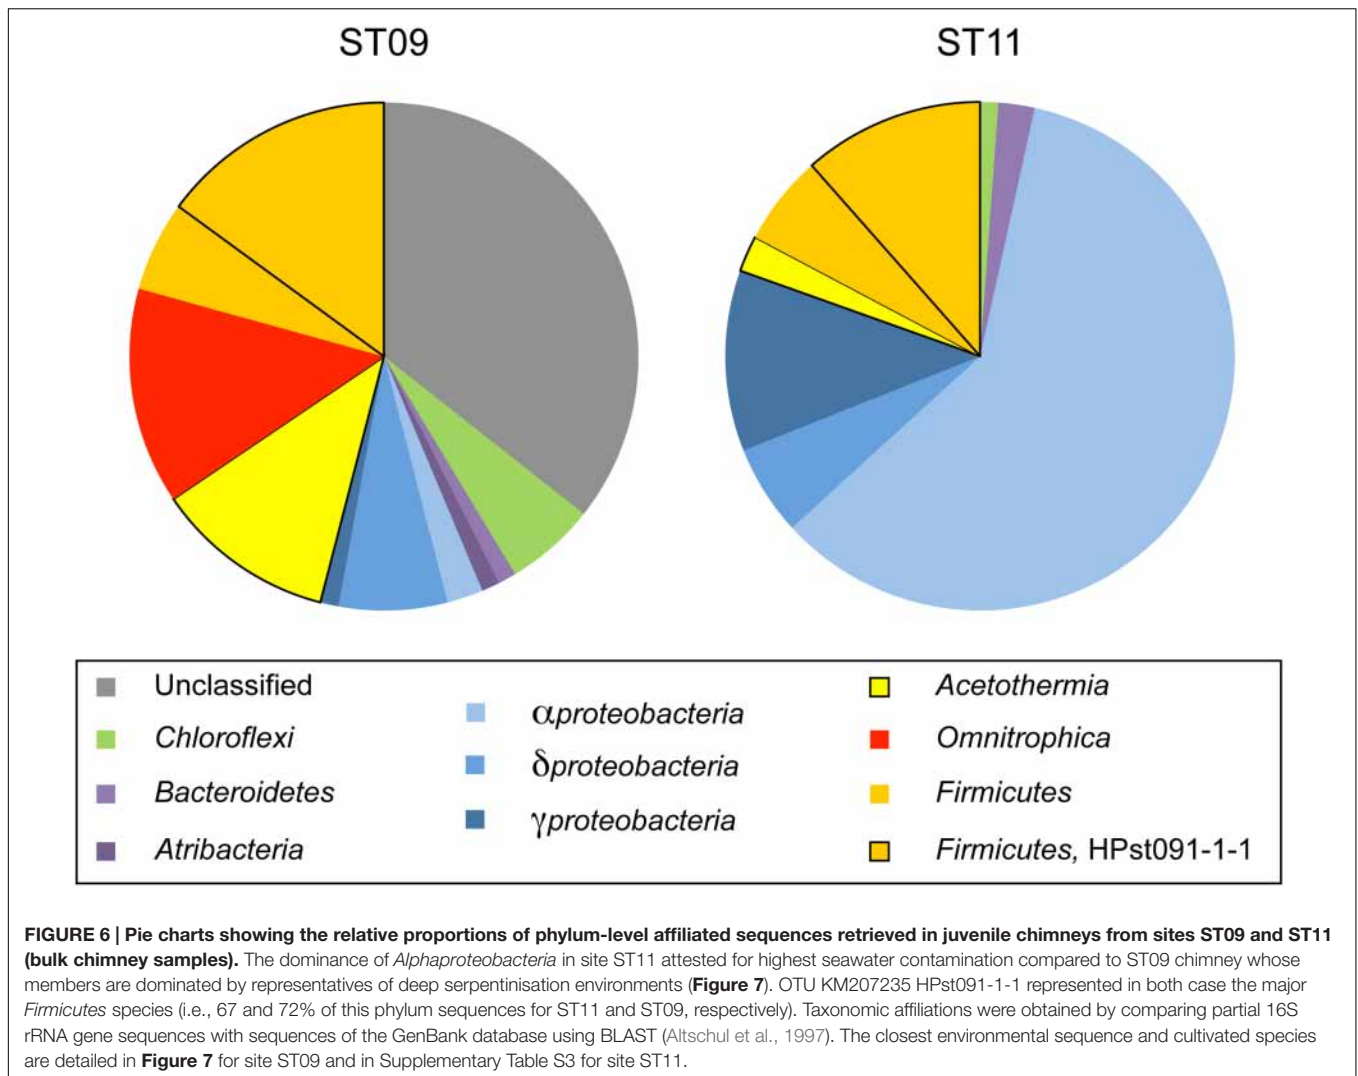 ST09
ST11
Unclassified
Chloroflexi
Bacteroidetes
Atribacteria
αproteobacteria
δproteobacteria
γproteobacteria
Acetothermia
Omnitrophica
Firmicutes
Firmicutes, HPst091-1-1
FIGURE 6 | Pie charts showing the relative proportions of phylum-level affiliated sequences retrieved in juvenile chimneys from sites ST09 and ST11
(bulk chimney samples). The dominance of Alphaproteobacteria in site ST11 attested for highest seawater contamination compared to ST09 chimney whose
members are dominated by representatives of deep serpentinisation environments (Figure 7). OTU KM207235 HPst091-1-1 represented in both case the major
Firmicutes species (i.e., 67 and 72% of this phylum sequences for ST11 and ST09, respectively). Taxonomic affiliations were obtained by comparing partial 16S
rRNA gene sequences with sequences of the GenBank database using BLAST (Altschul et al., 1997). The closest environmental sequence and cultivated species
are detailed in Figure 7 for site ST09 and in Supplementary Table S3 for site ST11.